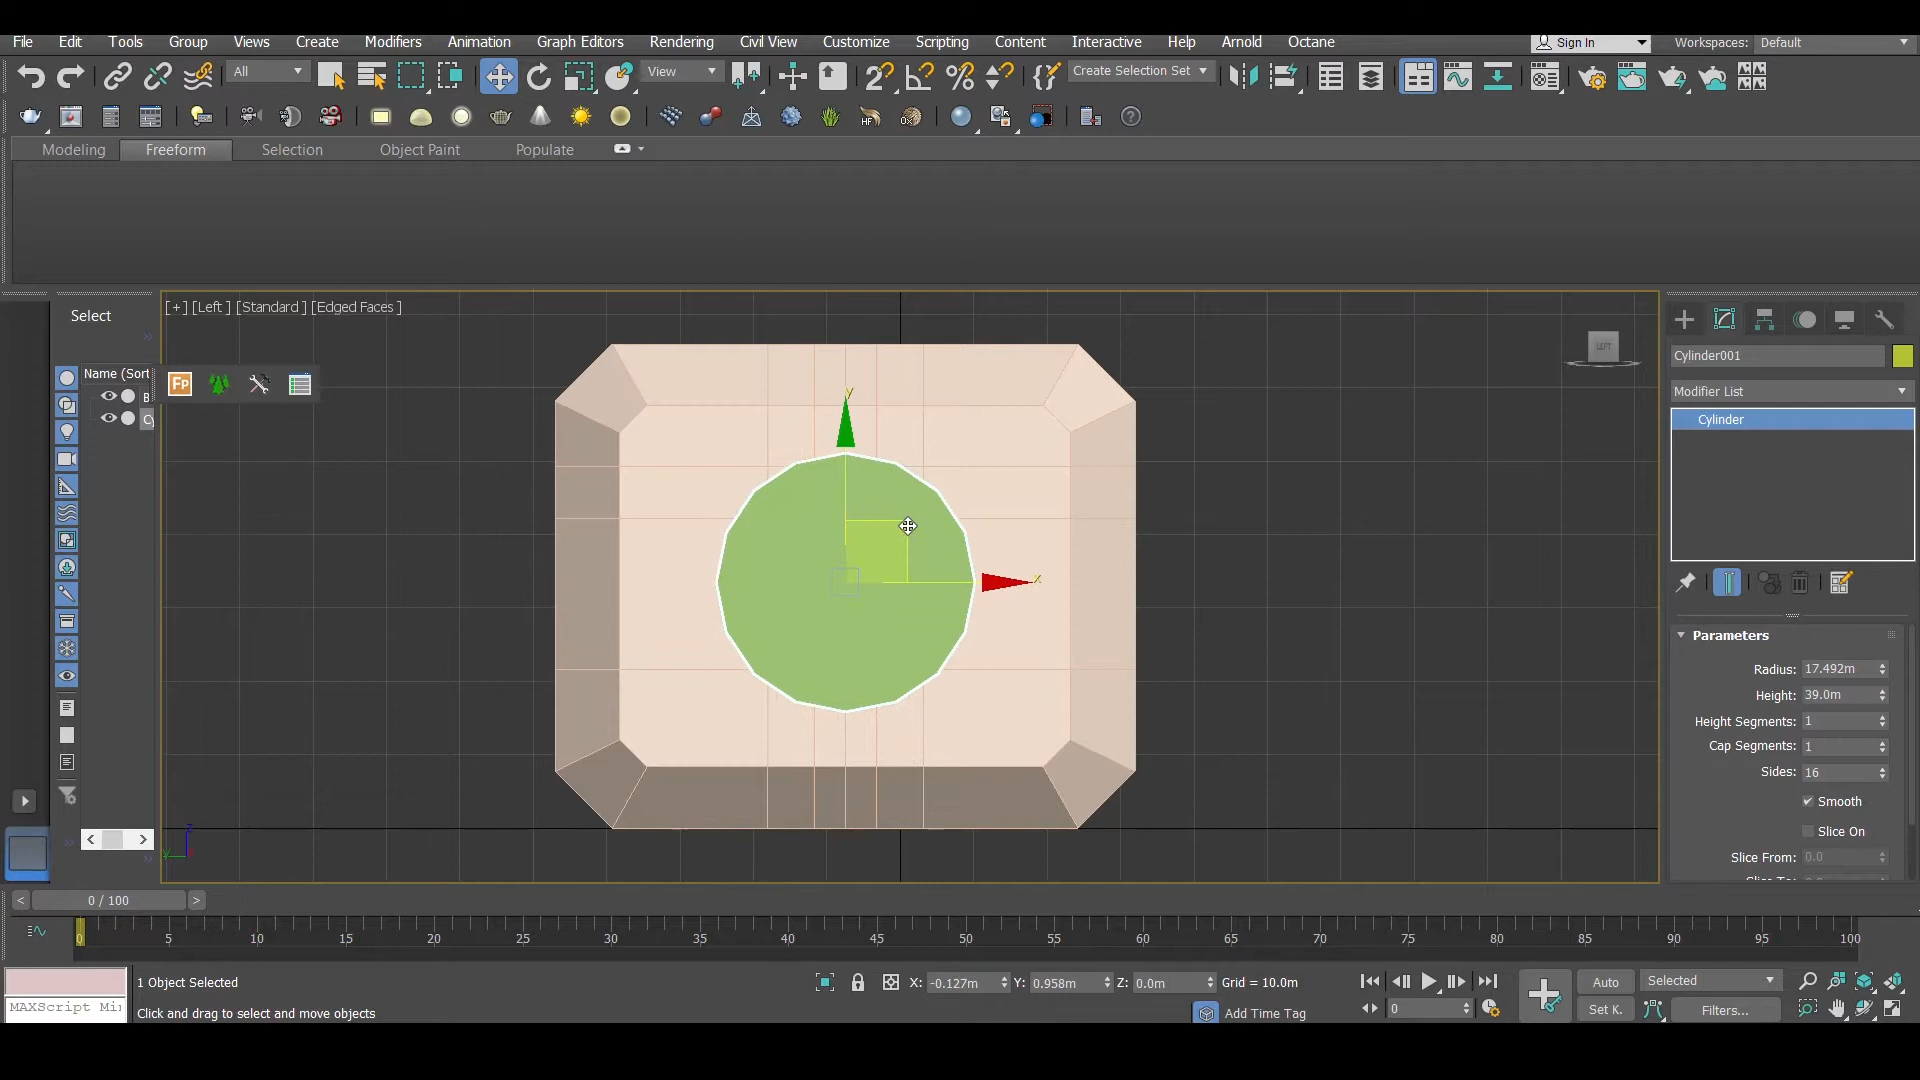 File Edit Tools Group Views Create Modifiers Animation Graph Editors Rendering Civil View Customize Scripting Content Interactive Help Arnold Octane Sign In Workspaces: Default
All View Create Selection Set
Modeling Freeform Selection Object Paint Populate
Select
[+] [Left ] [Standard ] [Edged Faces ]
Name (Sort
Fp
LEFT
Cylinder001
Modifier List
Cylinder
y
x
z
Parameters
Radius: 17.492m
Height: 39.0m
Height Segments: 1
Cap Segments: 1
Sides: 16
Smooth
Slice On
Slice From: 0.0
0 / 100
0 5 10 15 20 25 30 35 40 45 50 55 60 65 70 75 80 85 90 95 100
1 Object Selected X: -0.127m Y: 0.958m Z: 0.0m Grid = 10.0m Auto Selected
MAXScript Mi
Click and drag to select and move objects Add Time Tag 0 Set K. Filters...